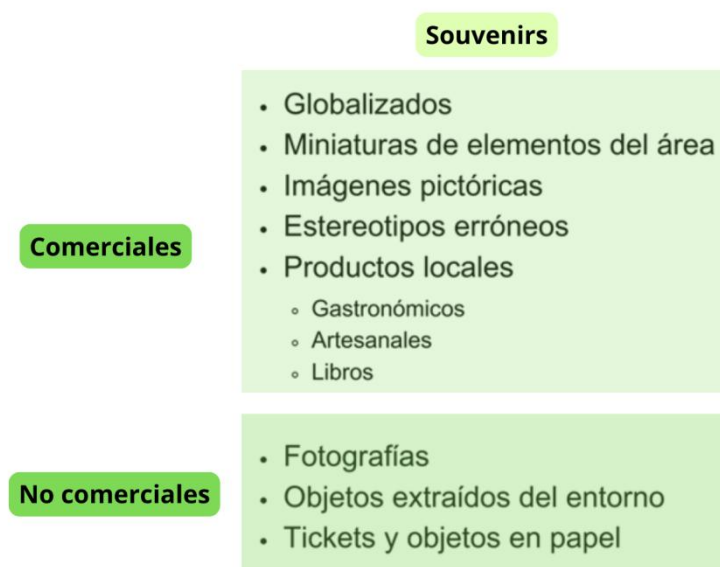 Souvenirs
Comerciales
• Globalizados
• Miniaturas de elementos del área
• Imágenes pictóricas
• Estereotipos erróneos
• Productos locales
◦ Gastronómicos
◦ Artesanales
◦ Libros
No comerciales
• Fotografías
• Objetos extraídos del entorno
• Tickets y objetos en papel